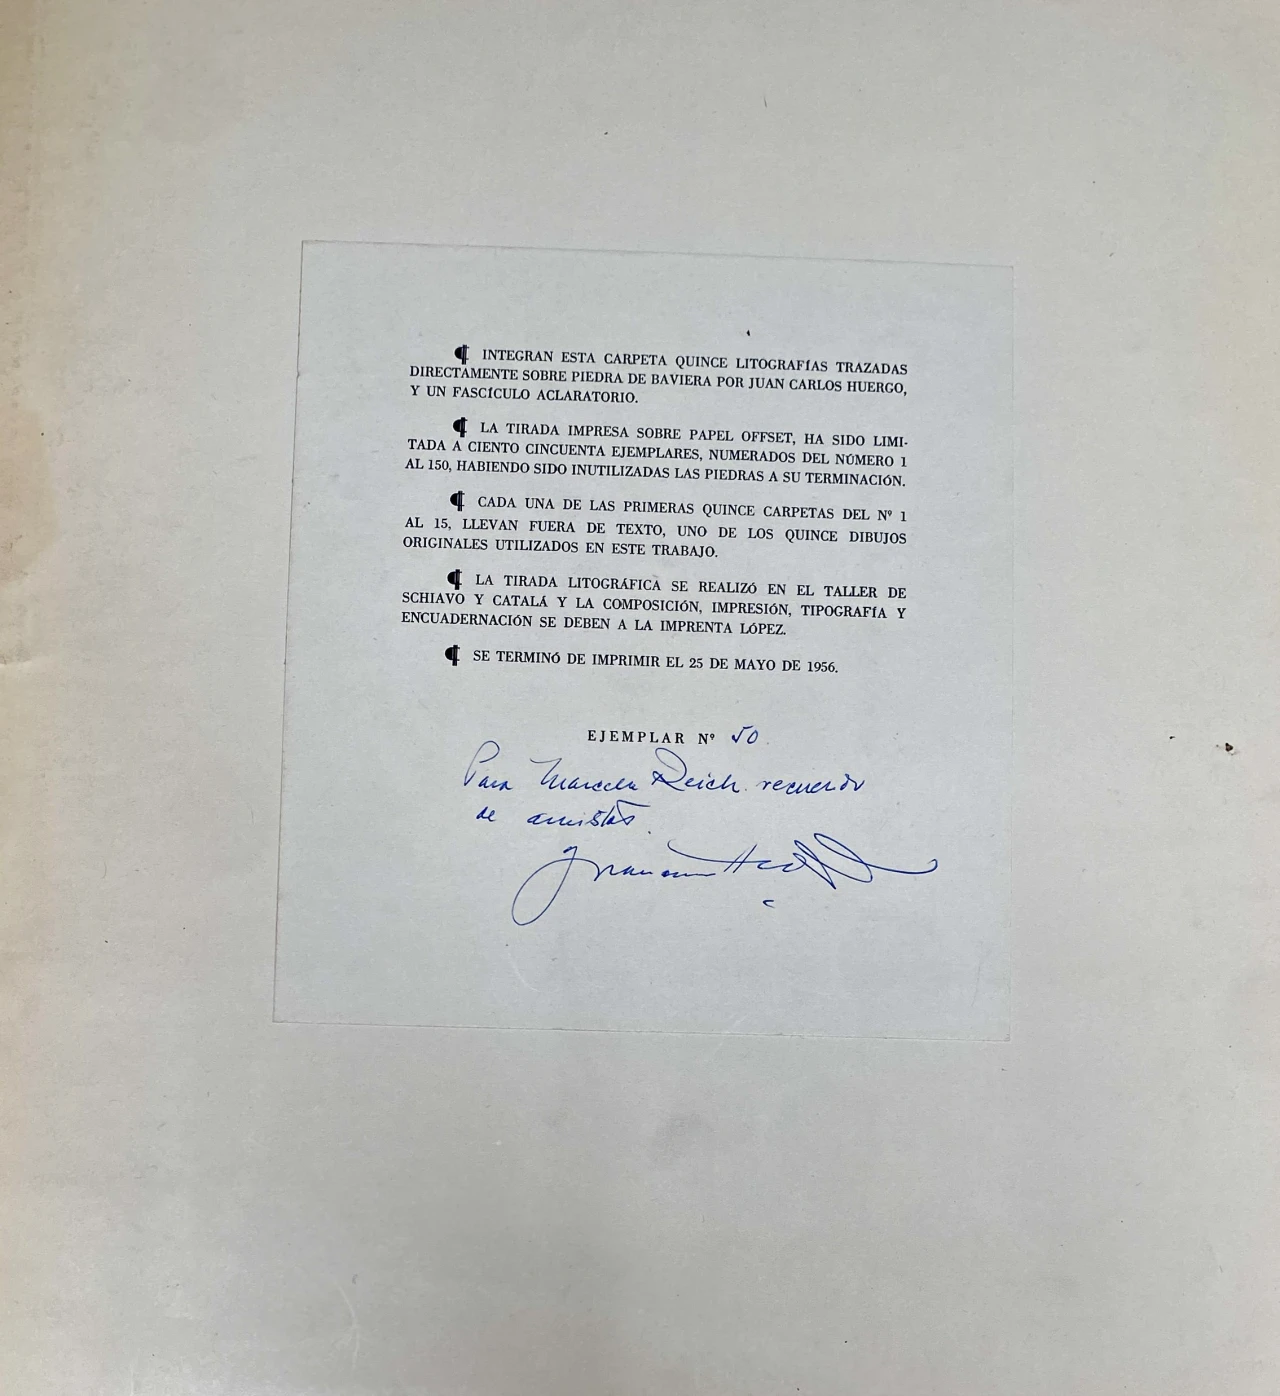 ¶ INTEGRAN ESTA CARPETA QUINCE LITOGRAFÍAS TRAZADAS
DIRECTAMENTE SOBRE PIEDRA DE BAVIERA POR JUAN CARLOS HUERGO,
Y UN FASCÍCULO ACLARATORIO.
¶ LA TIRADA IMPRESA SOBRE PAPEL OFFSET, HA SIDO LIMI-
TADA A CIENTO CINCUENTA EJEMPLARES, NUMERADOS DEL NÚMERO 1
AL 150, HABIENDO SIDO INUTILIZADAS LAS PIEDRAS A SU TERMINACIÓN.
¶ CADA UNA DE LAS PRIMERAS QUINCE CARPETAS DEL Nº 1
AL 15, LLEVAN FUERA DE TEXTO, UNO DE LOS QUINCE DIBUJOS
ORIGINALES UTILIZADOS EN ESTE TRABAJO.
¶ LA TIRADA LITOGRÁFICA SE REALIZÓ EN EL TALLER DE
SCHIAVO Y CATALÁ Y LA COMPOSICIÓN, IMPRESIÓN, TIPOGRAFÍA Y
ENCUADERNACIÓN SE DEBEN A LA IMPRENTA LÓPEZ.
¶ SE TERMINÓ DE IMPRIMIR EL 25 DE MAYO DE 1956.
EJEMPLAR Nº 50
Para Marcela Reich recuerdo
de amistad.